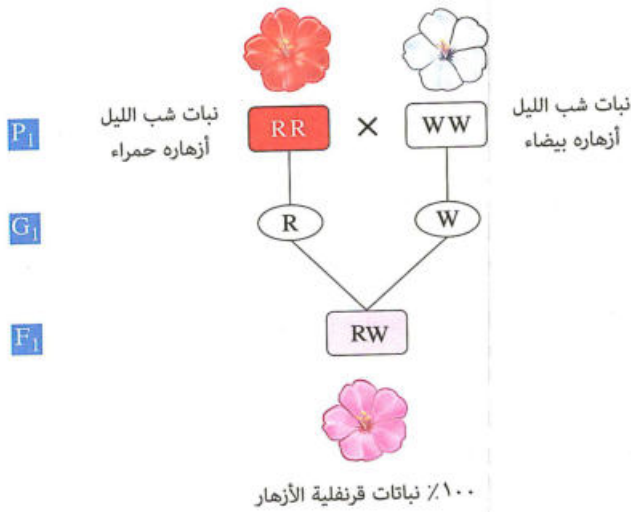 نبات شب الليل
أزهاره حمراء
نبات شب الليل
أزهاره بيضاء
P₁
RR × WW
G₁
R W
F₁
RW
١٠٠٪ نباتات قرنفلية الأزهار